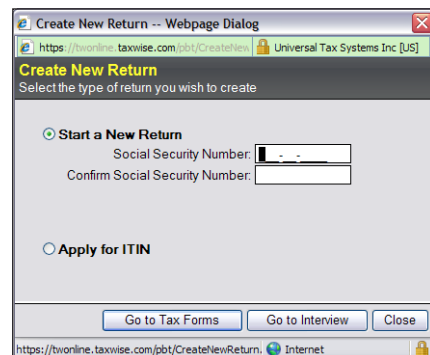 Create New Return -- Webpage Dialog
https://twonline.taxwise.com/pbt/CreateNew Universal Tax Systems Inc [US]
Create New Return
Select the type of return you wish to create
Start a New Return
Social Security Number: - -
Confirm Social Security Number:
Apply for ITIN
Go to Tax Forms Go to Interview Close
https://twonline.taxwise.com/pbt/CreateNewReturn. Internet